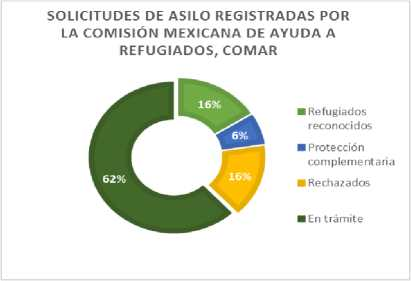 SOLICITUDES DE ASILO REGISTRADAS POR
LA COMISIÓN MEXICANA DE AYUDA A
REFUGIADOS, COMAR
16%
6%
16%
62%
Refugiados
reconocidos
Protección
complementaria
Rechazados
En trámite